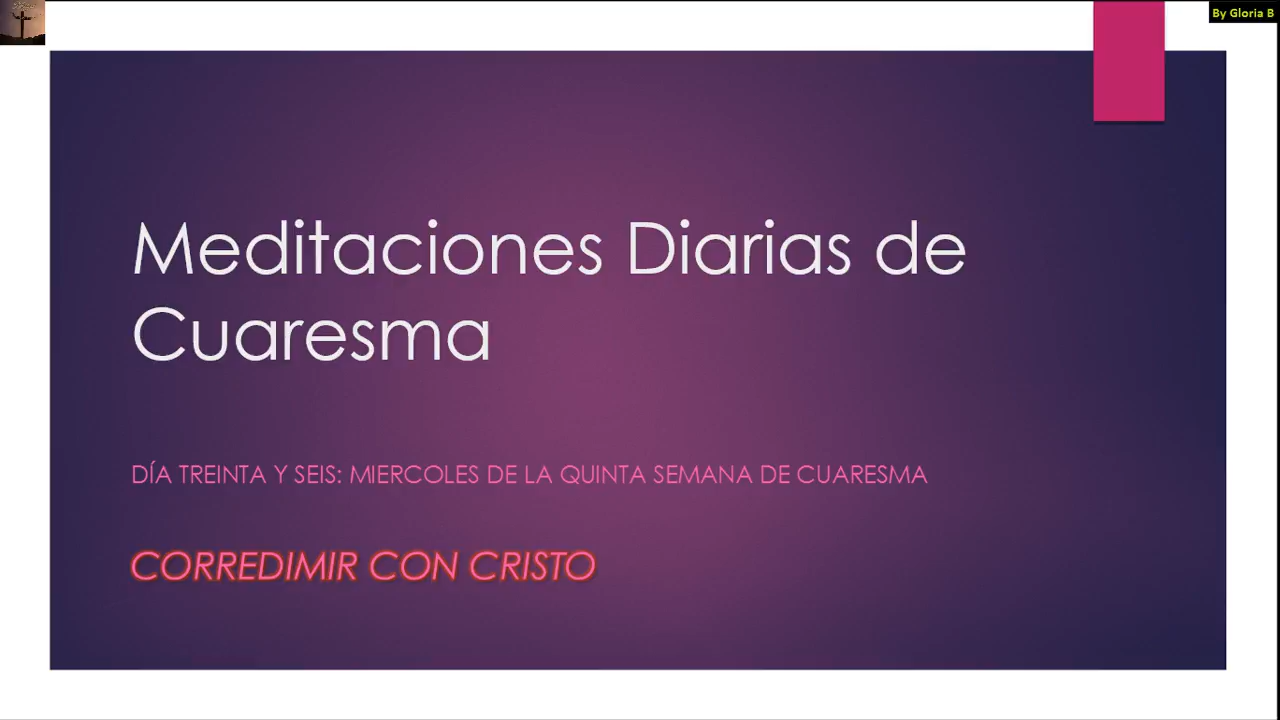 By Gloria B
Meditaciones Diarias de
Cuaresma
DÍA TREINTA Y SEIS: MIERCOLES DE LA QUINTA SEMANA DE CUARESMA
CORREDIMIR CON CRISTO